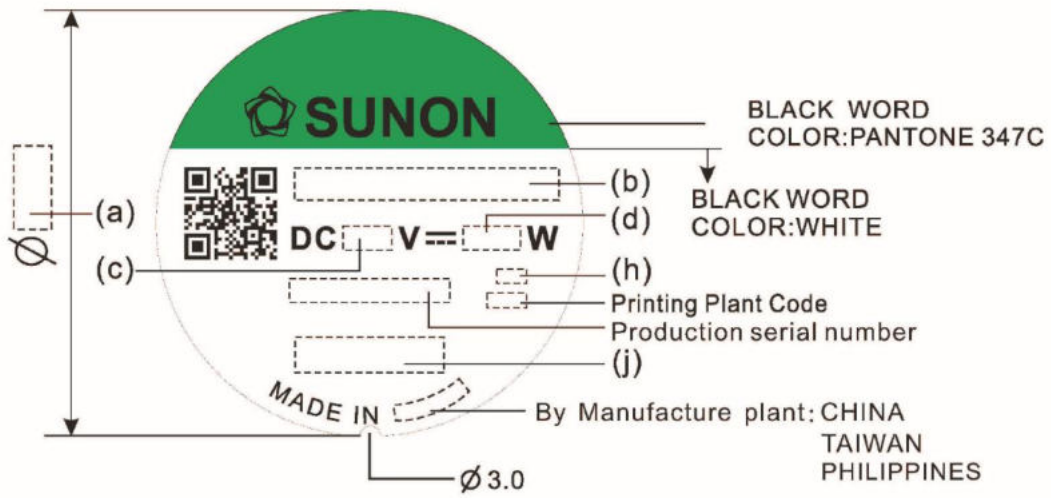 SUNON
BLACK WORD
COLOR:PANTONE 347C
(b)
BLACK WORD
COLOR:WHITE
(a)
Ø
(d)
DC V⎓ W
(c)
(h)
Printing Plant Code
Production serial number
(j)
MADE IN
By Manufacture plant: CHINA
TAIWAN
PHILIPPINES
Ø 3.0